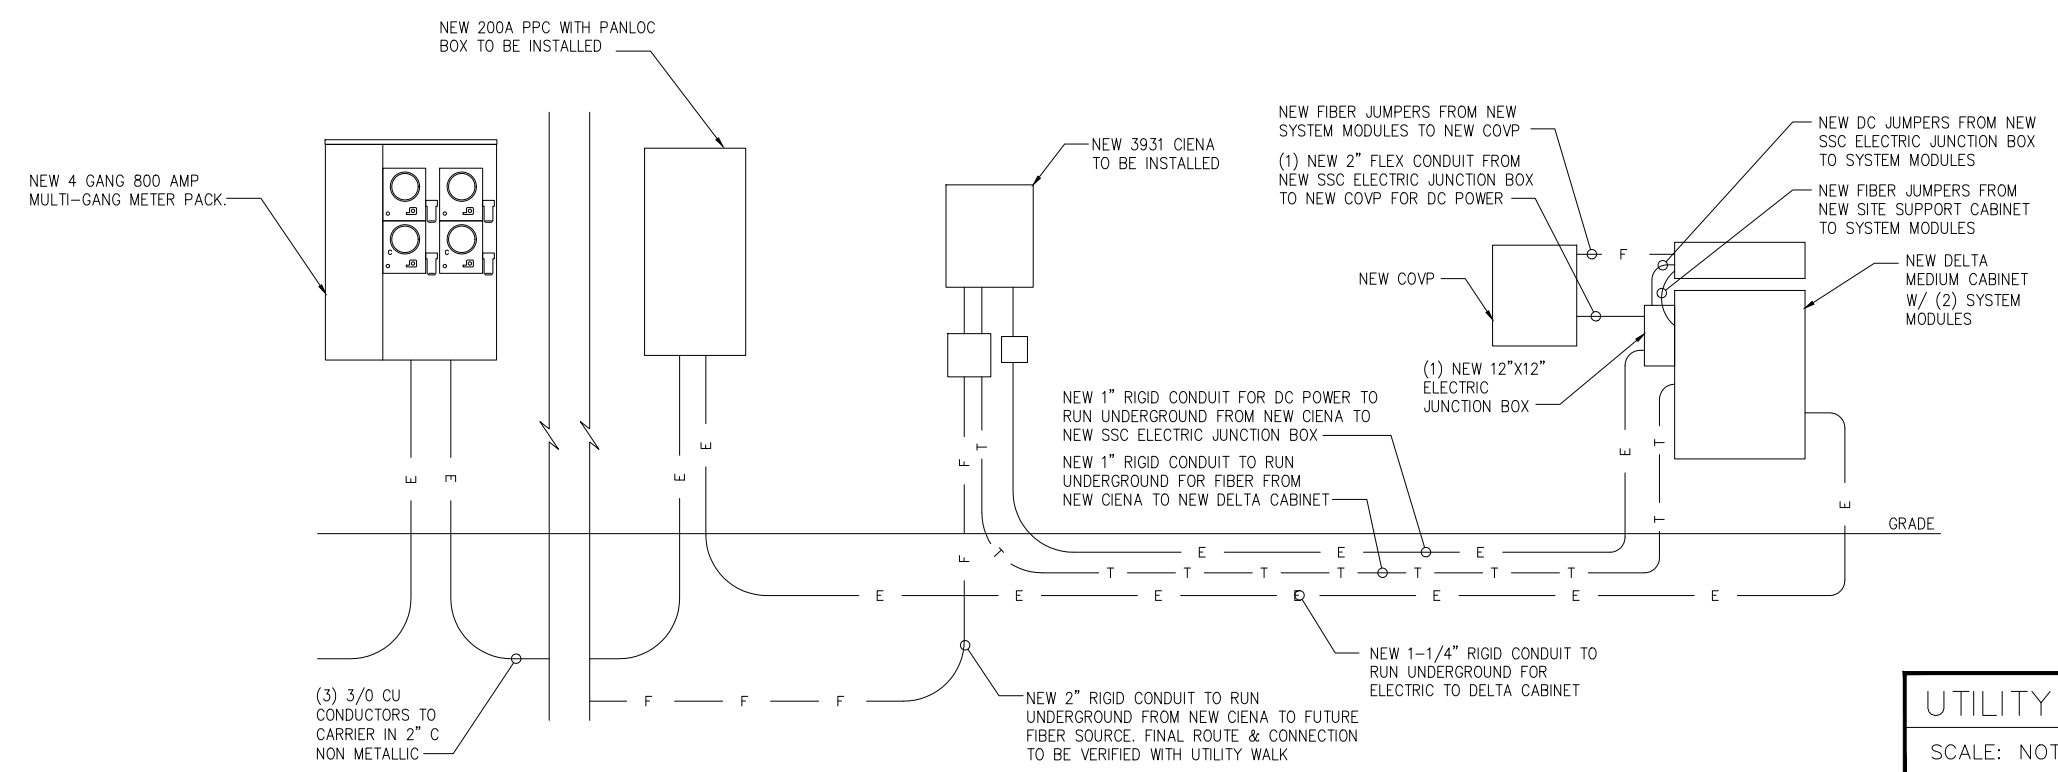 NEW 200A PPC WITH PANLOC
BOX TO BE INSTALLED
NEW 4 GANG 800 AMP
MULTI-GANG METER PACK.
C
C
NEW 3931 CIENA
TO BE INSTALLED
NEW FIBER JUMPERS FROM NEW
SYSTEM MODULES TO NEW COVP
(1) NEW 2" FLEX CONDUIT FROM
NEW SSC ELECTRIC JUNCTION BOX
TO NEW COVP FOR DC POWER
NEW COVP
F
NEW DC JUMPERS FROM NEW
SSC ELECTRIC JUNCTION BOX
TO SYSTEM MODULES
NEW FIBER JUMPERS FROM
NEW SITE SUPPORT CABINET
TO SYSTEM MODULES
NEW DELTA
MEDIUM CABINET
W/ (2) SYSTEM
MODULES
(1) NEW 12"X12"
ELECTRIC
JUNCTION BOX
NEW 1" RIGID CONDUIT FOR DC POWER TO
RUN UNDERGROUND FROM NEW CIENA TO
NEW SSC ELECTRIC JUNCTION BOX
NEW 1" RIGID CONDUIT TO RUN
UNDERGROUND FOR FIBER FROM
NEW CIENA TO NEW DELTA CABINET
E E E E F T E T T E
GRADE
E E E
F T T T T T T T T
E E E E E E E
NEW 1-1/4" RIGID CONDUIT TO
RUN UNDERGROUND FOR
ELECTRIC TO DELTA CABINET
(3) 3/0 CU
CONDUCTORS TO
CARRIER IN 2" C
NON METALLIC
F F F
NEW 2" RIGID CONDUIT TO RUN
UNDERGROUND FROM NEW CIENA TO FUTURE
FIBER SOURCE. FINAL ROUTE & CONNECTION
TO BE VERIFIED WITH UTILITY WALK
UTILITY
SCALE: NOT